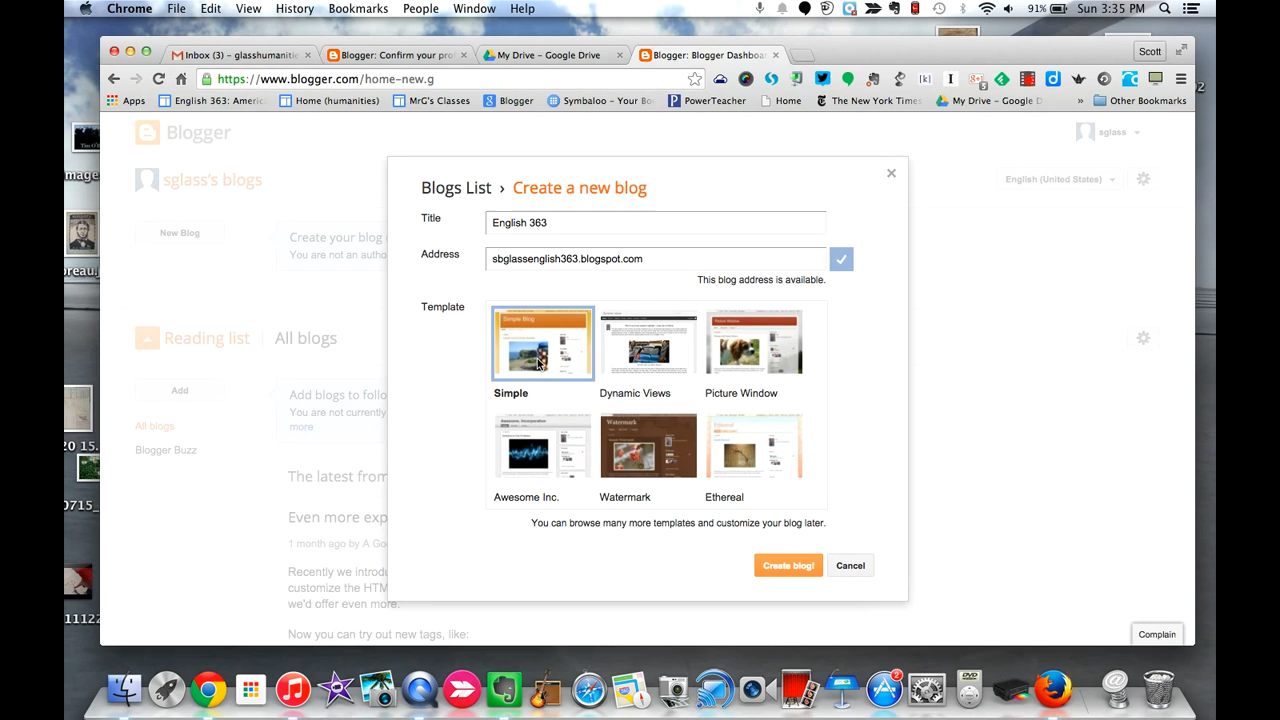 Chrome File Edit View History Bookmarks People Window Help 91% Sun 3:35 PM
Inbox (3) – glasshumanitie Blogger: Confirm your prof My Drive – Google Drive Blogger: Blogger Dashboar Scott
https://www.blogger.com/home-new.g
Apps English 363: Americ Home (humanities) MrG's Classes Blogger Symbaloo – Your Bo PowerTeacher Home The New York Times My Drive – Google D » Other Bookmarks
Blogger sglass
sglass's blogs English (United States)
New Blog
Create your blog
You are not an autho
Reading list All blogs
Add
Add blogs to follo
You are not currently
more
All blogs
Blogger Buzz
The latest from
Even more exp
1 month ago by A Go
Recently we introdu
customize the HTM
we'd offer even more.
Now you can try out new tags, like:
Blogs List › Create a new blog
Title English 363
Address sbglassenglish363.blogspot.com
This blog address is available.
Template
Simple Blog
Simple Dynamic Views Picture Window
Awesome Inc. Watermark Ethereal
You can browse many more templates and customize your blog later.
Create blog! Cancel
Complain